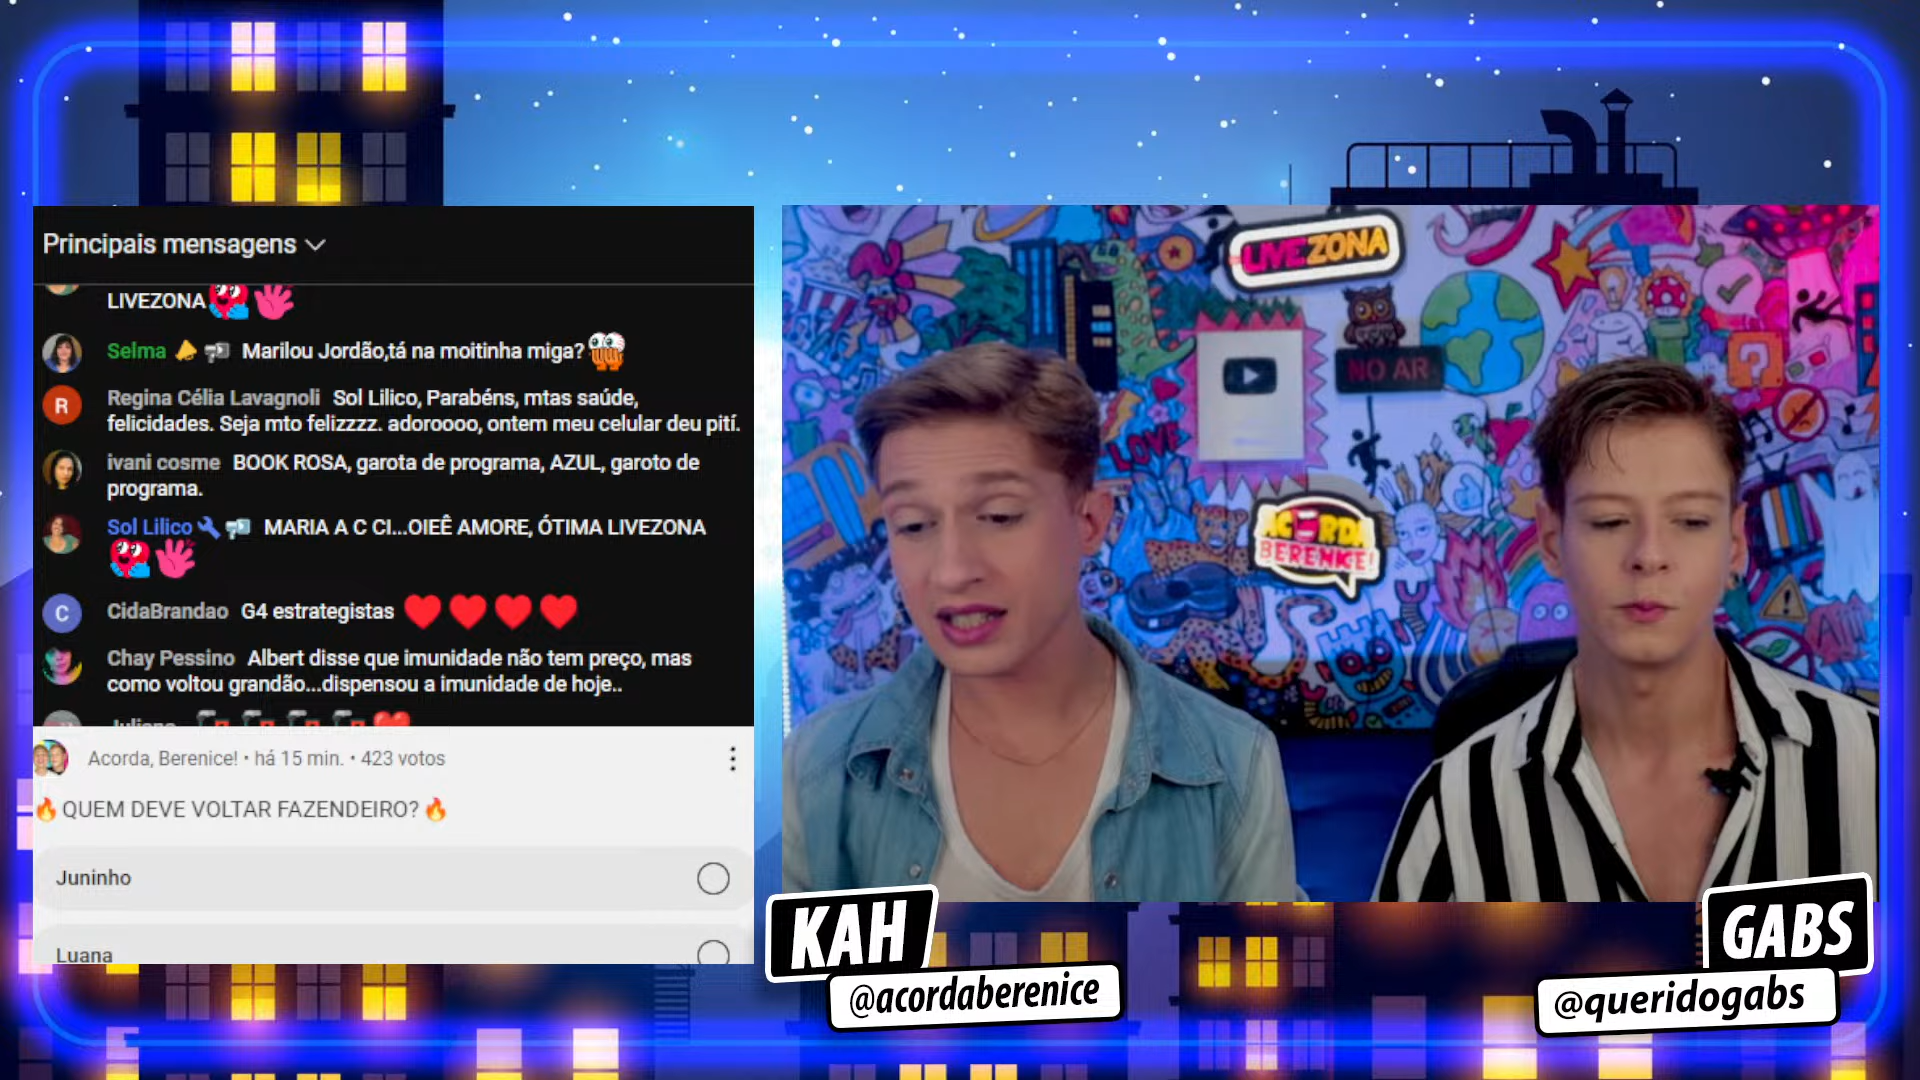 Principais mensagens
LIVEZONA
Selma Marilou Jordão,tá na moitinha miga?
Regina Célia Lavagnoli Sol Lilico, Parabéns, mtas saúde,
felicidades. Seja mto felizzzz. adoroooo, ontem meu celular deu pití.
ivani cosme BOOK ROSA, garota de programa, AZUL, garoto de
programa.
Sol Lilico MARIA A C CI...OIEÊ AMORE, ÓTIMA LIVEZONA
C CidaBrandao G4 estrategistas
Chay Pessino Albert disse que imunidade não tem preço, mas
como voltou grandão...dispensou a imunidade de hoje..
Juliana
Acorda, Berenice! • há 15 min. • 423 votos
QUEM DEVE VOLTAR FAZENDEIRO?
Juninho
Luana
LIVEZONA
NO AR
LOVE
ACORDA
BERENICE!
KAH
@acordaberenice
GABS
@queridogabs